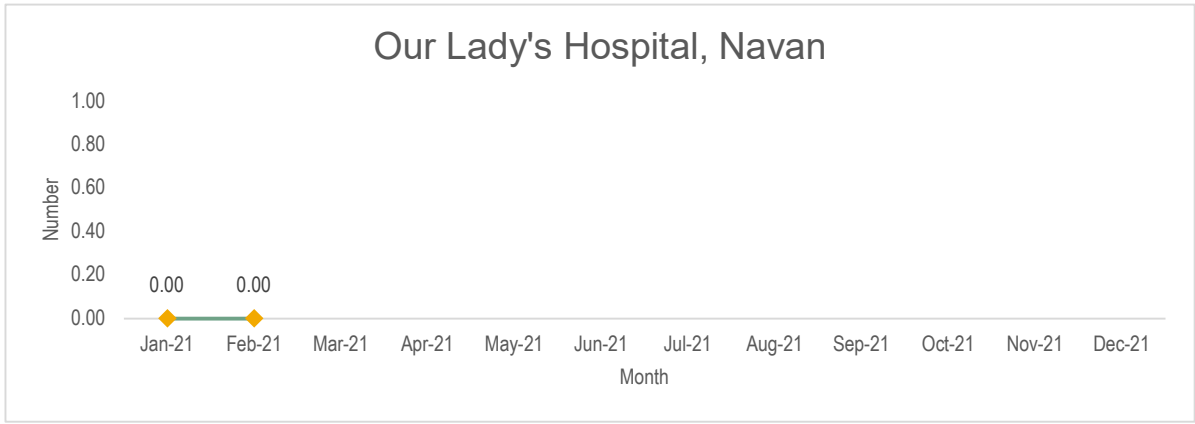 Our Lady's Hospital, Navan
1.00
0.80
0.60
0.40
0.20
0.00
Number
0.00 0.00
Jan-21 Feb-21 Mar-21 Apr-21 May-21 Jun-21 Jul-21 Aug-21 Sep-21 Oct-21 Nov-21 Dec-21
Month